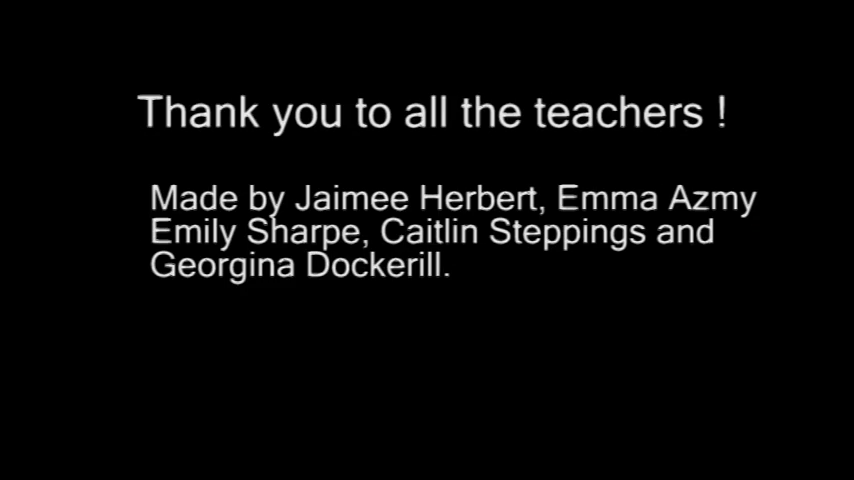 Thank you to all the teachers !
Made by Jaimee Herbert, Emma Azmy
Emily Sharpe, Caitlin Steppings and
Georgina Dockerill.